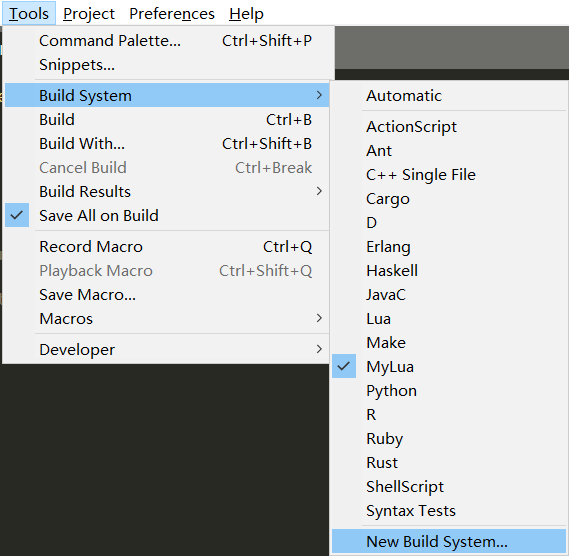 Tools Project Preferences Help
Command Palette... Ctrl+Shift+P
Snippets...
Build System
Build Ctrl+B
Build With... Ctrl+Shift+B
Cancel Build Ctrl+Break
Build Results
Save All on Build
Record Macro Ctrl+Q
Playback Macro Ctrl+Shift+Q
Save Macro...
Macros
Developer
Automatic
ActionScript
Ant
C++ Single File
Cargo
D
Erlang
Haskell
JavaC
Lua
Make
MyLua
Python
R
Ruby
Rust
ShellScript
Syntax Tests
New Build System...